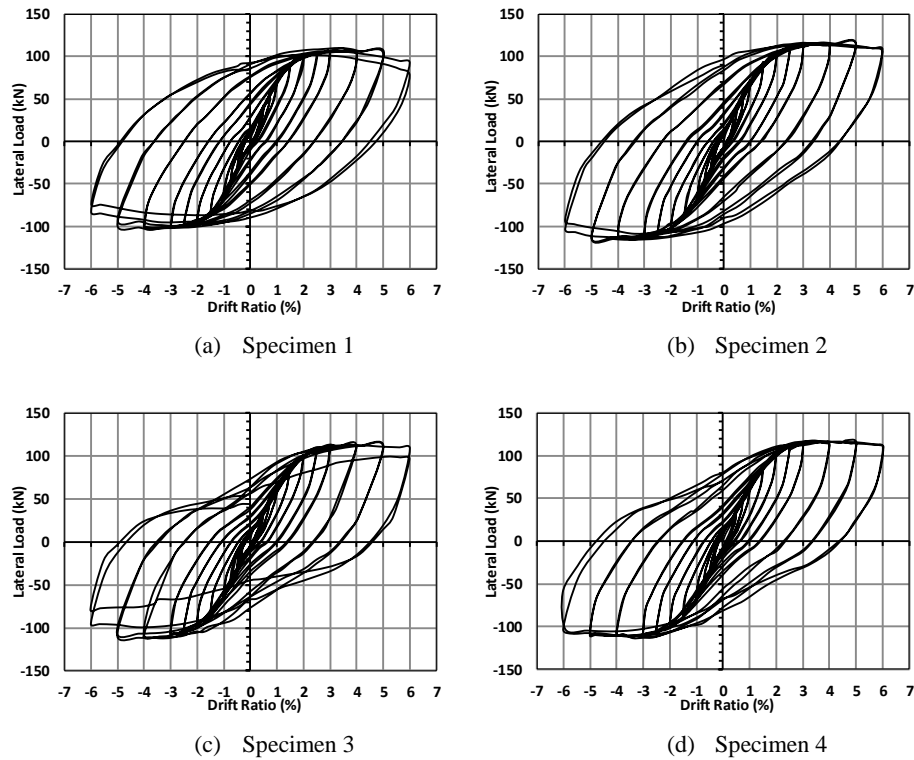 150
100
50
0
-50
-100
-150
Lateral Load (kN)
-7 -6 -5 -4 -3 -2 -1 0 1 2 3 4 5 6 7
Drift Ratio (%)
(a) Specimen 1
150
100
50
0
-50
-100
-150
Lateral Load (kN)
-7 -6 -5 -4 -3 -2 -1 0 1 2 3 4 5 6 7
Drift Ratio (%)
(b) Specimen 2
150
100
50
0
-50
-100
-150
Lateral Load (kN)
-7 -6 -5 -4 -3 -2 -1 0 1 2 3 4 5 6 7
Drift Ratio (%)
(c) Specimen 3
150
100
50
0
-50
-100
-150
Lateral Load (kN)
-7 -6 -5 -4 -3 -2 -1 0 1 2 3 4 5 6 7
Drift Ratio (%)
(d) Specimen 4